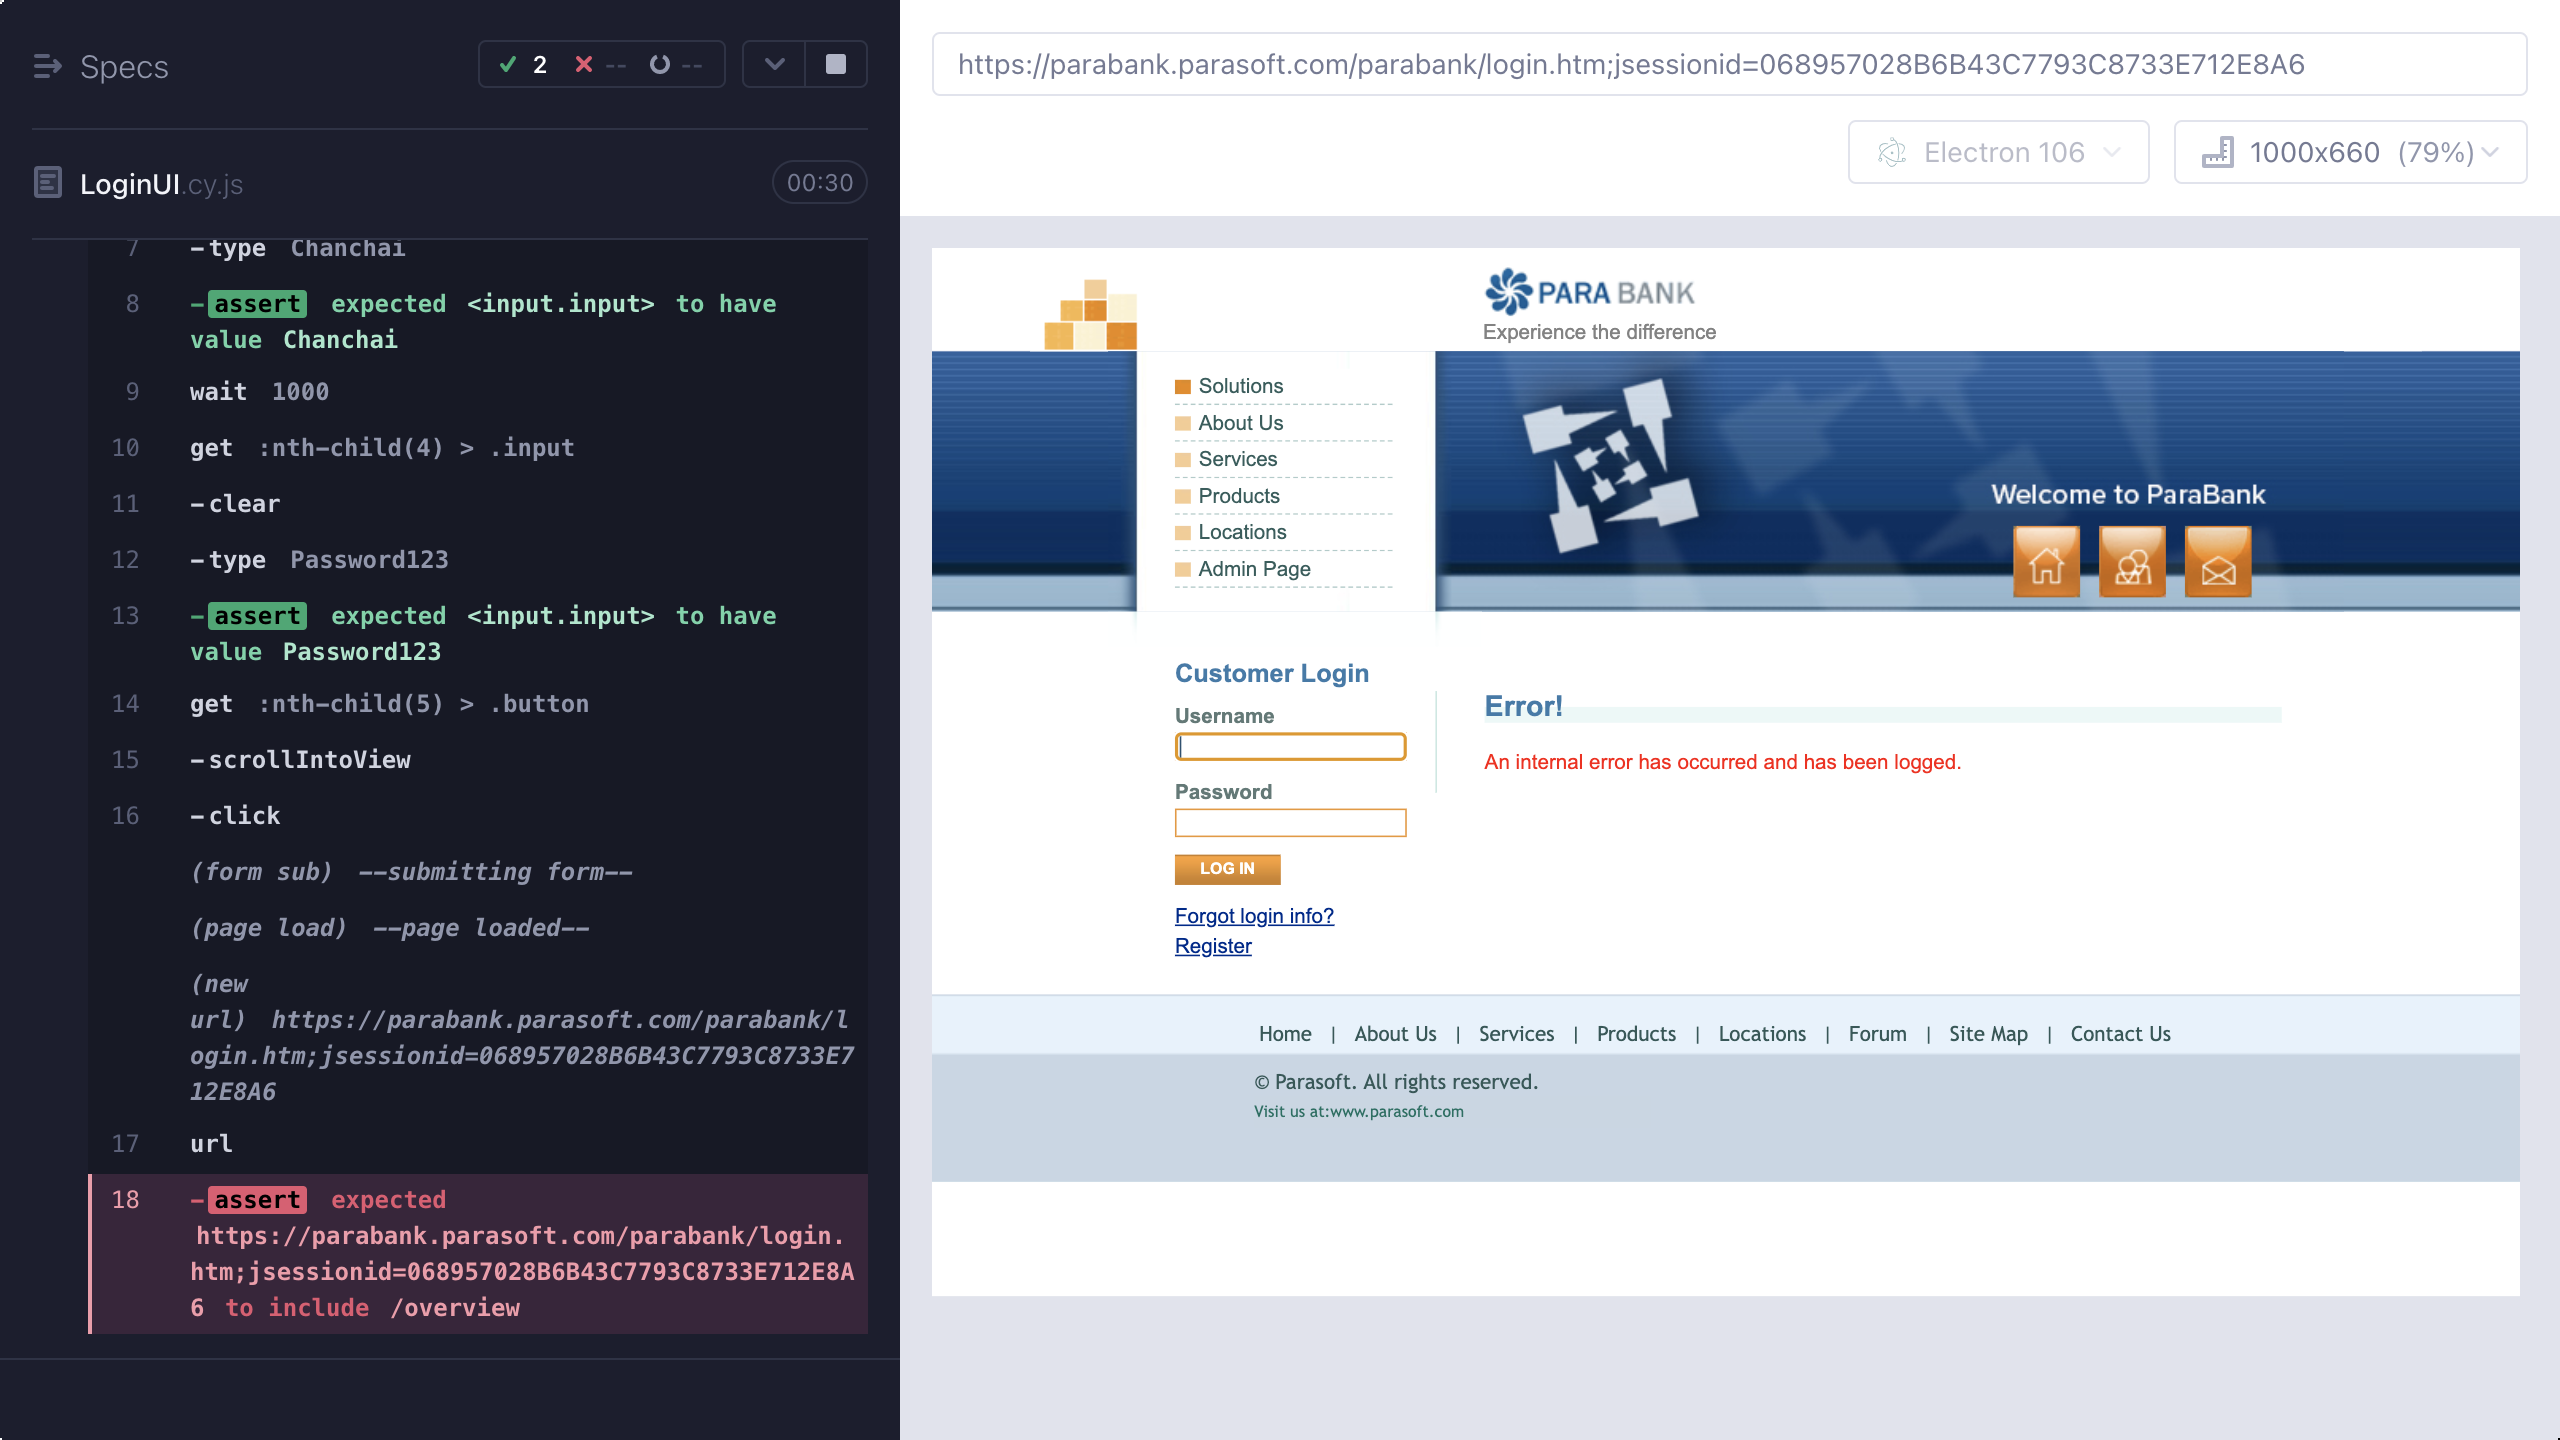 Specs
2 -- --
LoginUI.cy.js
00:30
7 -type Chanchai
8 -assert expected <input.input> to have
value Chanchai
9 wait 1000
10 get :nth-child(4) > .input
11 -clear
12 -type Password123
13 -assert expected <input.input> to have
value Password123
14 get :nth-child(5) > .button
15 -scrollIntoView
16 -click
(form sub) --submitting form--
(page load) --page loaded--
(new
url) https://parabank.parasoft.com/parabank/l
ogin.htm;jsessionid=068957028B6B43C7793C8733E7
12E8A6
17 url
18 -assert expected
https://parabank.parasoft.com/parabank/login.
htm;jsessionid=068957028B6B43C7793C8733E712E8A
6 to include /overview
https://parabank.parasoft.com/parabank/login.htm;jsessionid=068957028B6B43C7793C8733E712E8A6
Electron 106
1000x660 (79%)
PARA BANK
Experience the difference
Solutions
About Us
Services
Products
Locations
Admin Page
Welcome to ParaBank
Customer Login
Username
Password
LOG IN
Forgot login info?
Register
Error!
An internal error has occurred and has been logged.
Home | About Us | Services | Products | Locations | Forum | Site Map | Contact Us
© Parasoft. All rights reserved.
Visit us at:www.parasoft.com